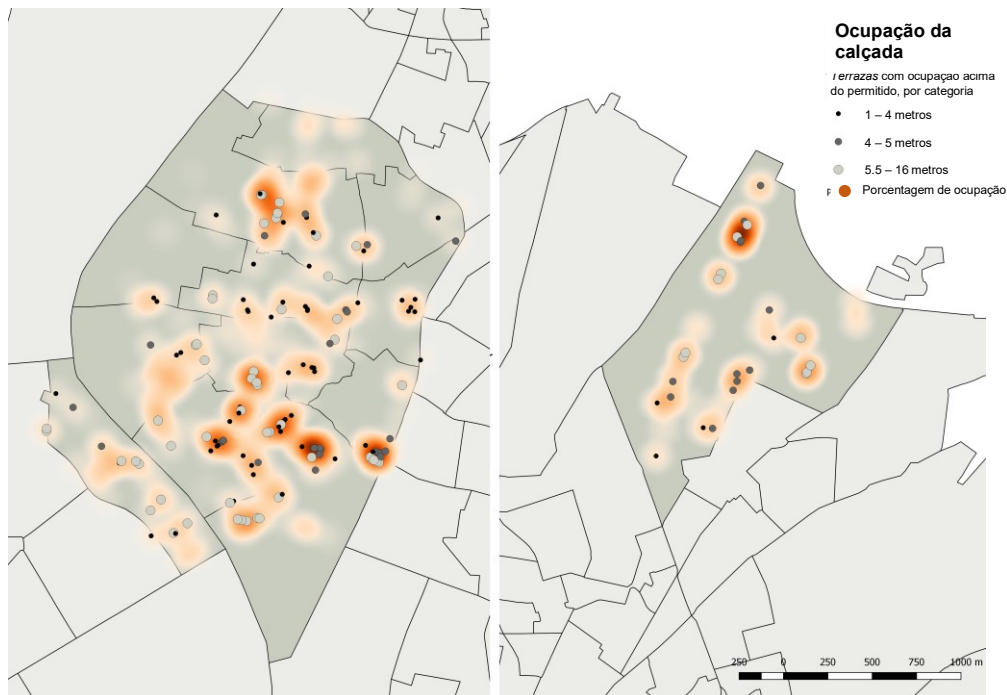 Ocupação da
calçada
Terrazas com ocupação acima
do permitido, por categoria
1 – 4 metros
4 – 5 metros
5.5 – 16 metros
P Porcentagem de ocupação
250 0 250 500 750 1000 m